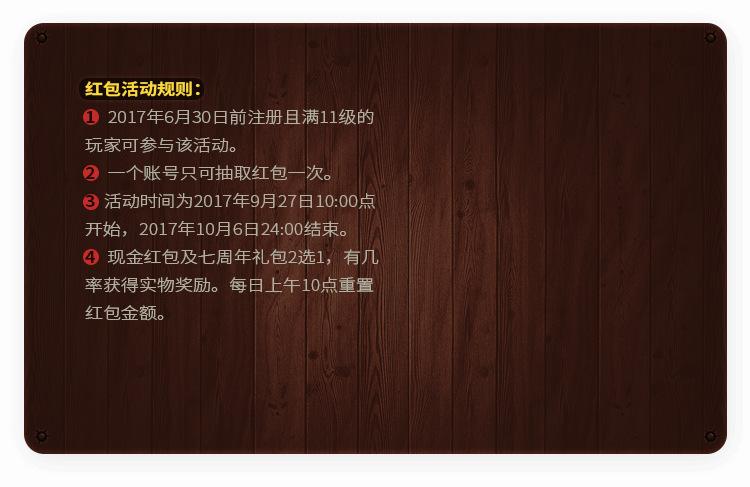 红包活动规则：
❶ 2017年6月30日前注册且满11级的
玩家可参与该活动。
❷ 一个账号只可抽取红包一次。
❸ 活动时间为2017年9月27日10:00点
开始，2017年10月6日24:00结束。
❹ 现金红包及七周年礼包2选1，有几
率获得实物奖励。每日上午10点重置
红包金额。